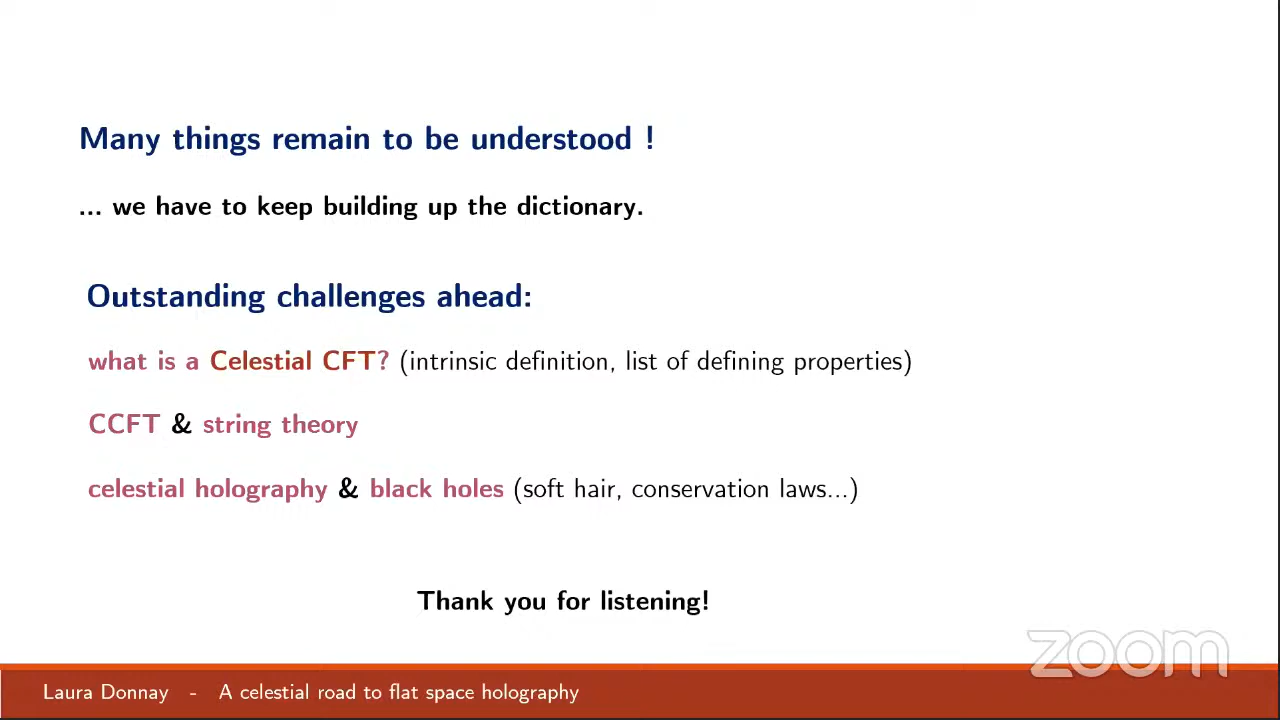 Many things remain to be understood !
... we have to keep building up the dictionary.
Outstanding challenges ahead:
what is a Celestial CFT? (intrinsic definition, list of defining properties)
CCFT & string theory
celestial holography & black holes (soft hair, conservation laws...)
Thank you for listening!
zoom
Laura Donnay - A celestial road to flat space holography